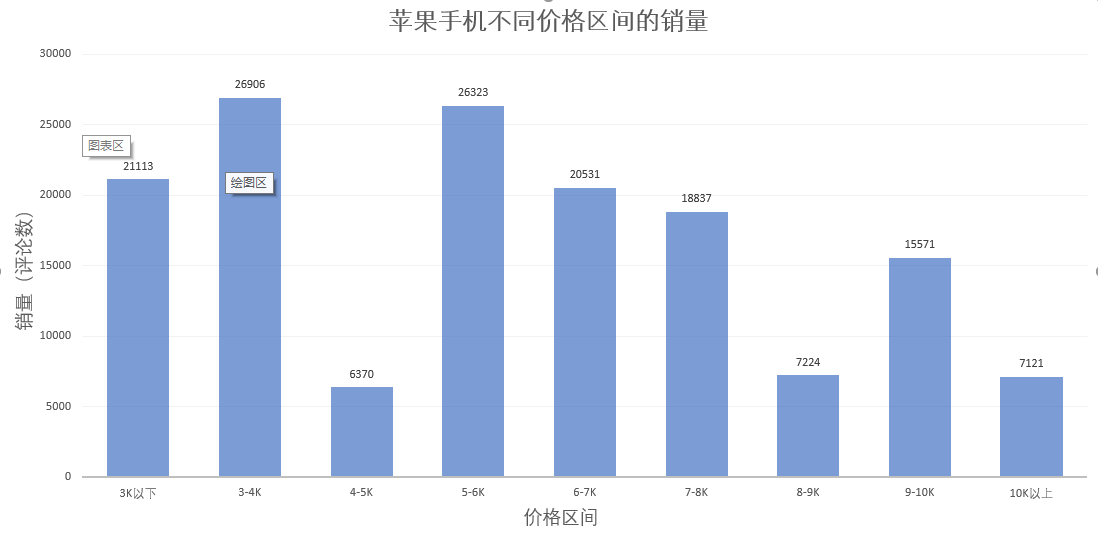 苹果手机不同价格区间的销量
30000
25000
20000
15000
10000
5000
0
销量（评论数）
图表区
绘图区
21113
26906
6370
26323
20531
18837
7224
15571
7121
3K以下
3-4K
4-5K
5-6K
6-7K
7-8K
8-9K
9-10K
10K以上
价格区间